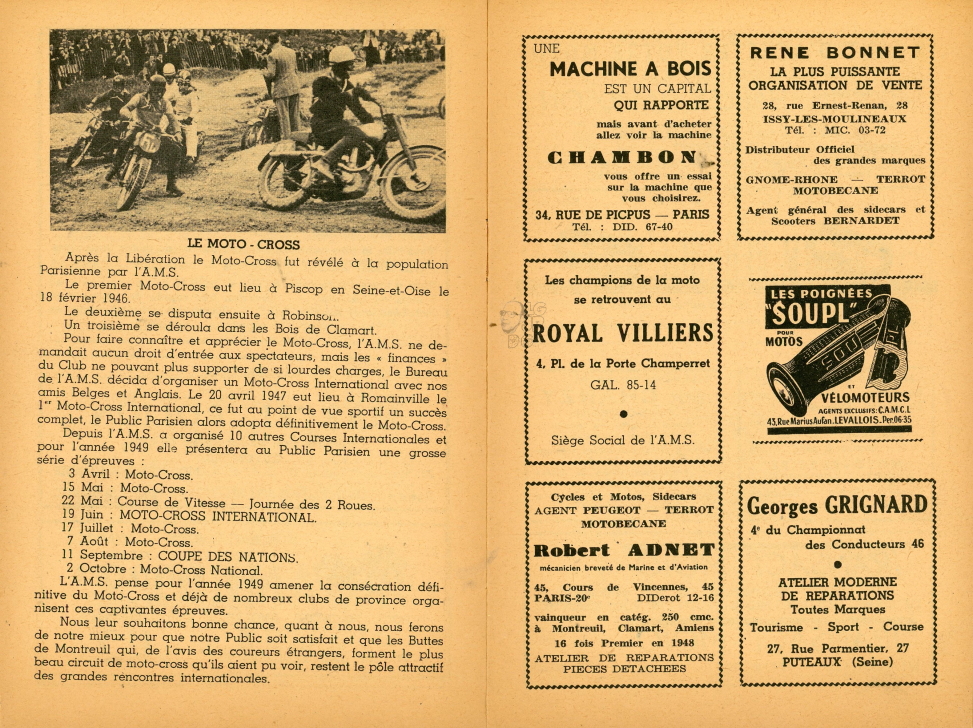 LE MOTO - CROSS
Après la Libération le Moto-Cross fut révélé à la population
Parisienne par l'A.M.S.
Le premier Moto-Cross eut lieu à Piscop en Seine-et-Oise le
18 février 1946.
Le deuxième se disputa ensuite à Robinson.
Un troisième se déroula dans les Bois de Clamart.
Pour faire connaître et apprécier le Moto-Cross, l'A.M.S. ne de-
mandait aucun droit d'entrée aux spectateurs, mais les « finances »
du Club ne pouvant plus supporter de si lourdes charges, le Bureau
de l'A.M.S. décida d'organiser un Moto-Cross International avec nos
amis Belges et Anglais. Le 20 avril 1947 eut lieu à Romainville le
1er Moto-Cross International, ce fut au point de vue sportif un succès
complet, le Public Parisien alors adopta définitivement le Moto-Cross.
Depuis l'A.M.S. a organisé 10 autres Courses Internationales et
pour l'année 1949 elle présentera au Public Parisien une grosse
série d'épreuves :
3 Avril : Moto-Cross.
15 Mai : Moto-Cross.
22 Mai : Course de Vitesse — Journée des 2 Roues.
19 Juin : MOTO-CROSS INTERNATIONAL.
17 Juillet : Moto-Cross.
7 Août : Moto-Cross.
11 Septembre : COUPE DES NATIONS.
2 Octobre : Moto-Cross National.
L'A.M.S. pense pour l'année 1949 amener la consécration défi-
nitive du Moto-Cross et déjà de nombreux clubs de province orga-
nisent ces captivantes épreuves.
Nous leur souhaitons bonne chance, quant à nous, nous ferons
de notre mieux pour que notre Public soit satisfait et que les Buttes
de Montreuil qui, de l'avis des coureurs étrangers, forment le plus
beau circuit de moto-cross qu'ils aient pu voir, restent le pôle attractif
des grandes rencontres internationales.
UNE
MACHINE A BOIS
EST UN CAPITAL
QUI RAPPORTE
mais avant d'acheter
allez voir la machine
CHAMBON
vous offre un essai
sur la machine que
vous choisirez.
34, RUE DE PICPUS — PARIS
Tél. : DID. 67-40
RENE BONNET
LA PLUS PUISSANTE
ORGANISATION DE VENTE
28, rue Ernest-Renan, 28
ISSY-LES-MOULINEAUX
Tél. : MIC. 03-72
Distributeur Officiel
des grandes marques
GNOME-RHONE — TERROT
MOTOBECANE
Agent général des sidecars et
Scooters BERNARDET
Les champions de la moto
se retrouvent au
ROYAL VILLIERS
4, Pl. de la Porte Champerret
GAL. 85-14
Siège Social de l'A.M.S.
LES POIGNÉES
"SOUPL"
POUR
MOTOS
ET
VÉLOMOTEURS
AGENTS EXCLUSIFS: C.A.M.C.L
43, Rue Marius Aufan. LEVALLOIS. Per. 06-35
Cycles et Motos, Sidecars
AGENT PEUGEOT — TERROT
MOTOBECANE
Robert ADNET
mécanicien breveté de Marine et d'Aviation
45, Cours de Vincennes, 45
PARIS-20e DIDerot 12-16
vainqueur en catég. 250 cmc.
à Montreuil, Clamart, Amiens
16 fois Premier en 1948
ATELIER DE REPARATIONS
PIECES DETACHEES
Georges GRIGNARD
4e du Championnat
des Conducteurs 46
ATELIER MODERNE
DE REPARATIONS
Toutes Marques
Tourisme - Sport - Course
27, Rue Parmentier, 27
PUTEAUX (Seine)